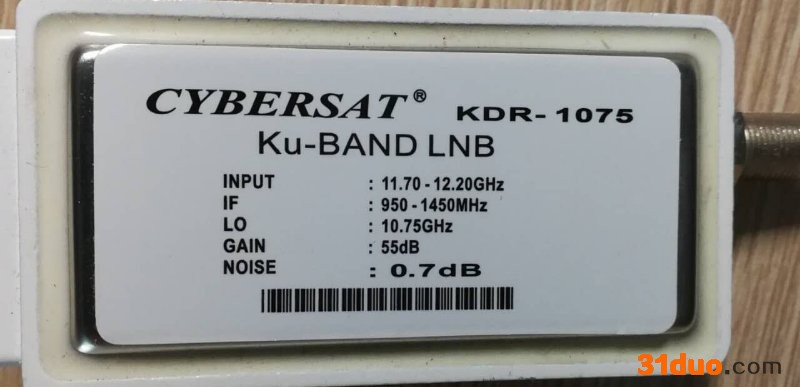 CYBERSAT® KDR-1075
Ku-BAND LNB
INPUT : 11.70-12.20GHz
IF : 950-1450MHz
LO : 10.75GHz
GAIN : 55dB
NOISE : 0.7dB
31duo.com